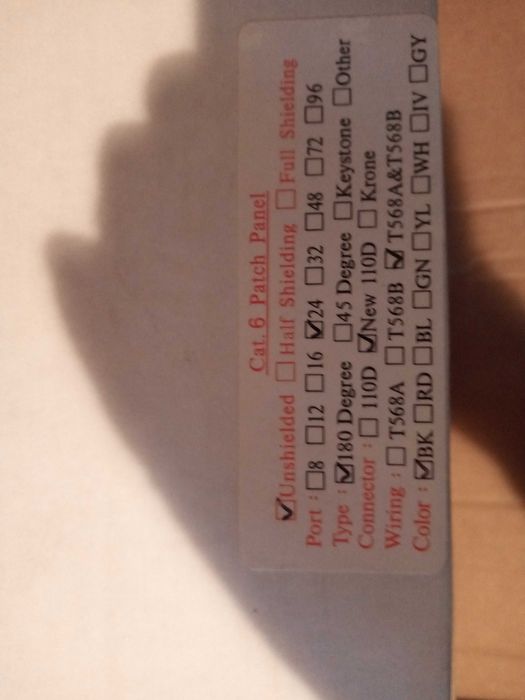 Cat. 6 Patch Panel
☑Unshielded ☐Half Shielding ☐Full Shielding
Port : ☐8 ☐12 ☐16 ☑24 ☐32 ☐48 ☐72 ☐96
Type : ☑180 Degree ☐45 Degree ☐Keystone ☐Other
Connector : ☐ 110D ☑New 110D ☐ Krone
Wiring : ☐ T568A ☐T568B ☑T568A&T568B
Color : ☑BK ☐RD ☐BL ☐GN ☐YL ☐WH ☐IV ☐GY